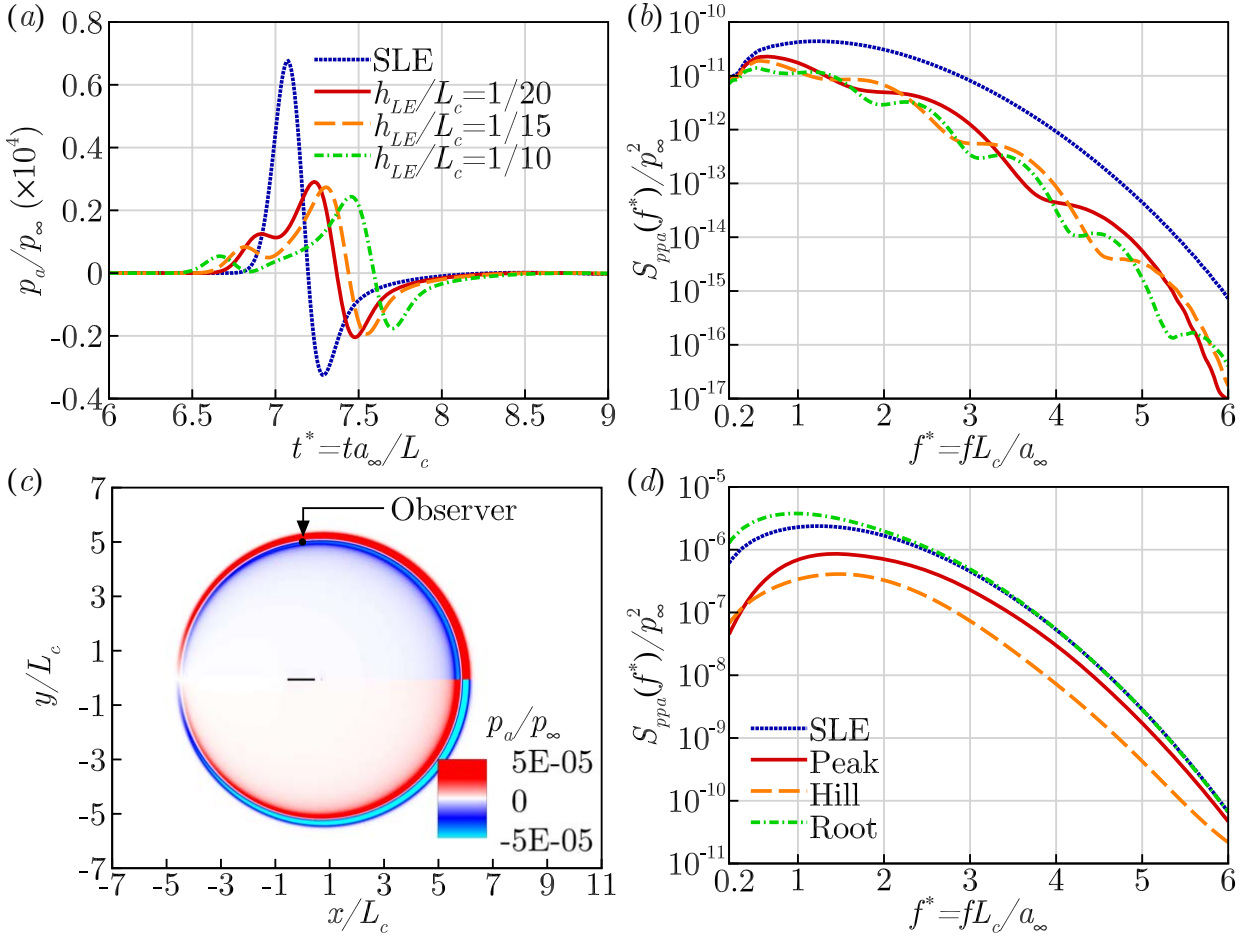 (a)
0.8
0.6
0.4
0.2
0
-0.2
-0.4
p_a/p_∞ (×10^4)
SLE
h_LE/L_c=1/20
h_LE/L_c=1/15
h_LE/L_c=1/10
6 6.5 7 7.5 8 8.5 9
t^*=ta_∞/L_c
(b)
10^-10
10^-11
10^-12
10^-13
10^-14
10^-15
10^-16
10^-17
S_ppa(f^*)/p_∞^2
0.2 1 2 3 4 5 6
f^*=fL_c/a_∞
(c)
7
5
3
1
-1
-3
-5
-7
y/L_c
Observer
p_a/p_∞
5E-05
0
-5E-05
-7 -5 -3 -1 1 3 5 7 9 11
x/L_c
(d)
10^-5
10^-6
10^-7
10^-8
10^-9
10^-10
10^-11
S_ppa(f^*)/p_∞^2
SLE
Peak
Hill
Root
0.2 1 2 3 4 5 6
f^*=fL_c/a_∞